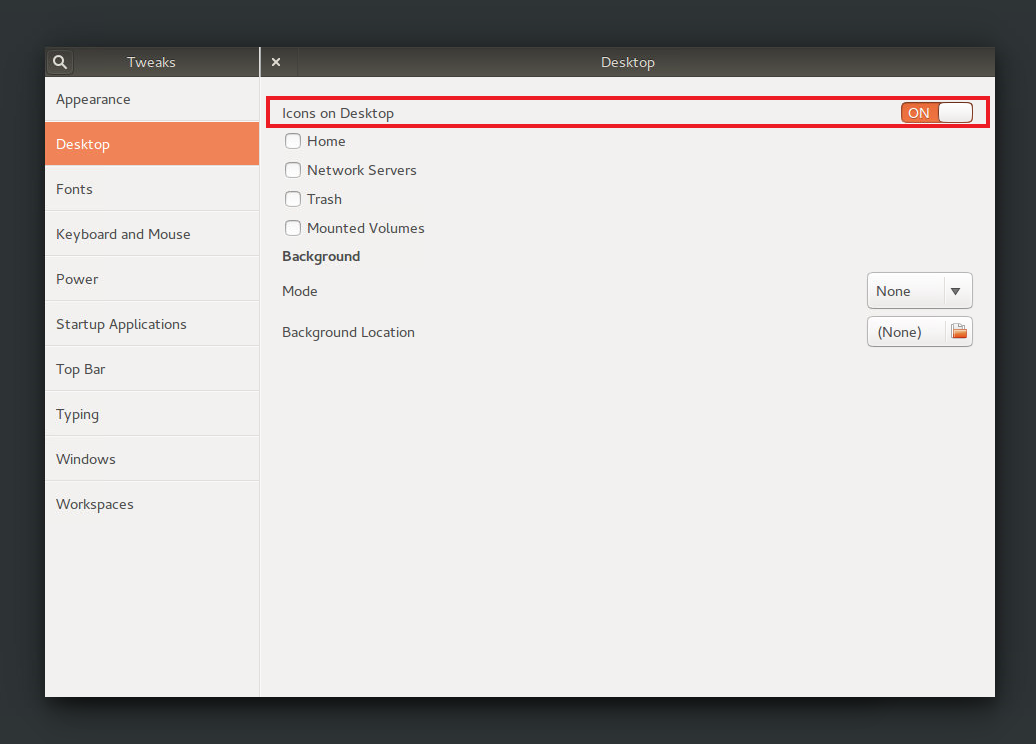 Tweaks
Desktop
Appearance
Desktop
Fonts
Keyboard and Mouse
Power
Startup Applications
Top Bar
Typing
Windows
Workspaces
Icons on Desktop ON
Home
Network Servers
Trash
Mounted Volumes
Background
Mode None
Background Location (None)